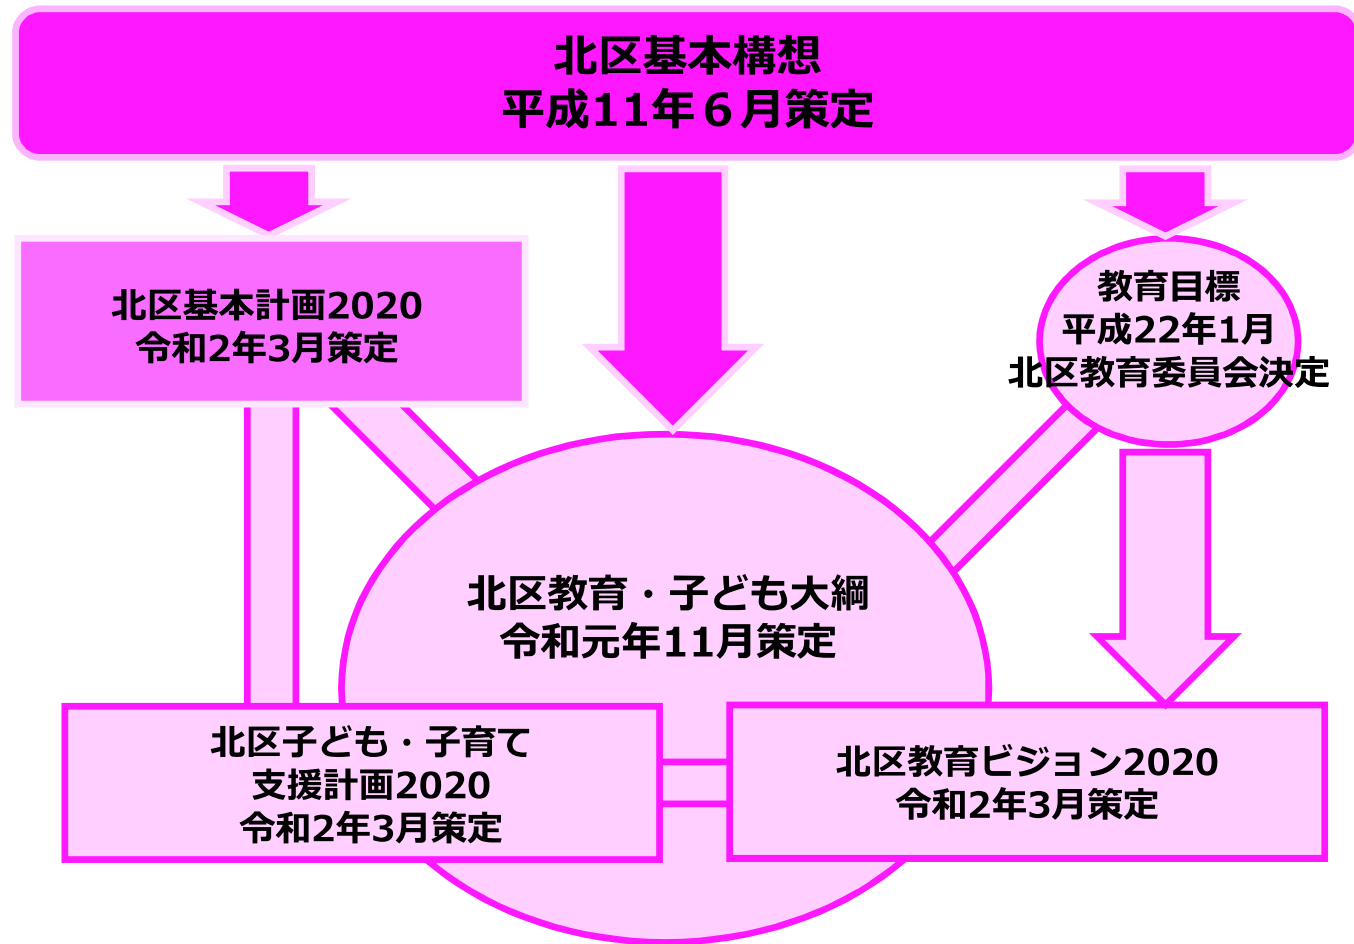 北区基本構想
平成11年６月策定
北区基本計画2020
令和2年3月策定
教育目標
平成22年1月
北区教育委員会決定
北区教育・子ども大綱
令和元年11月策定
北区子ども・子育て
支援計画2020
令和2年3月策定
北区教育ビジョン2020
令和2年3月策定